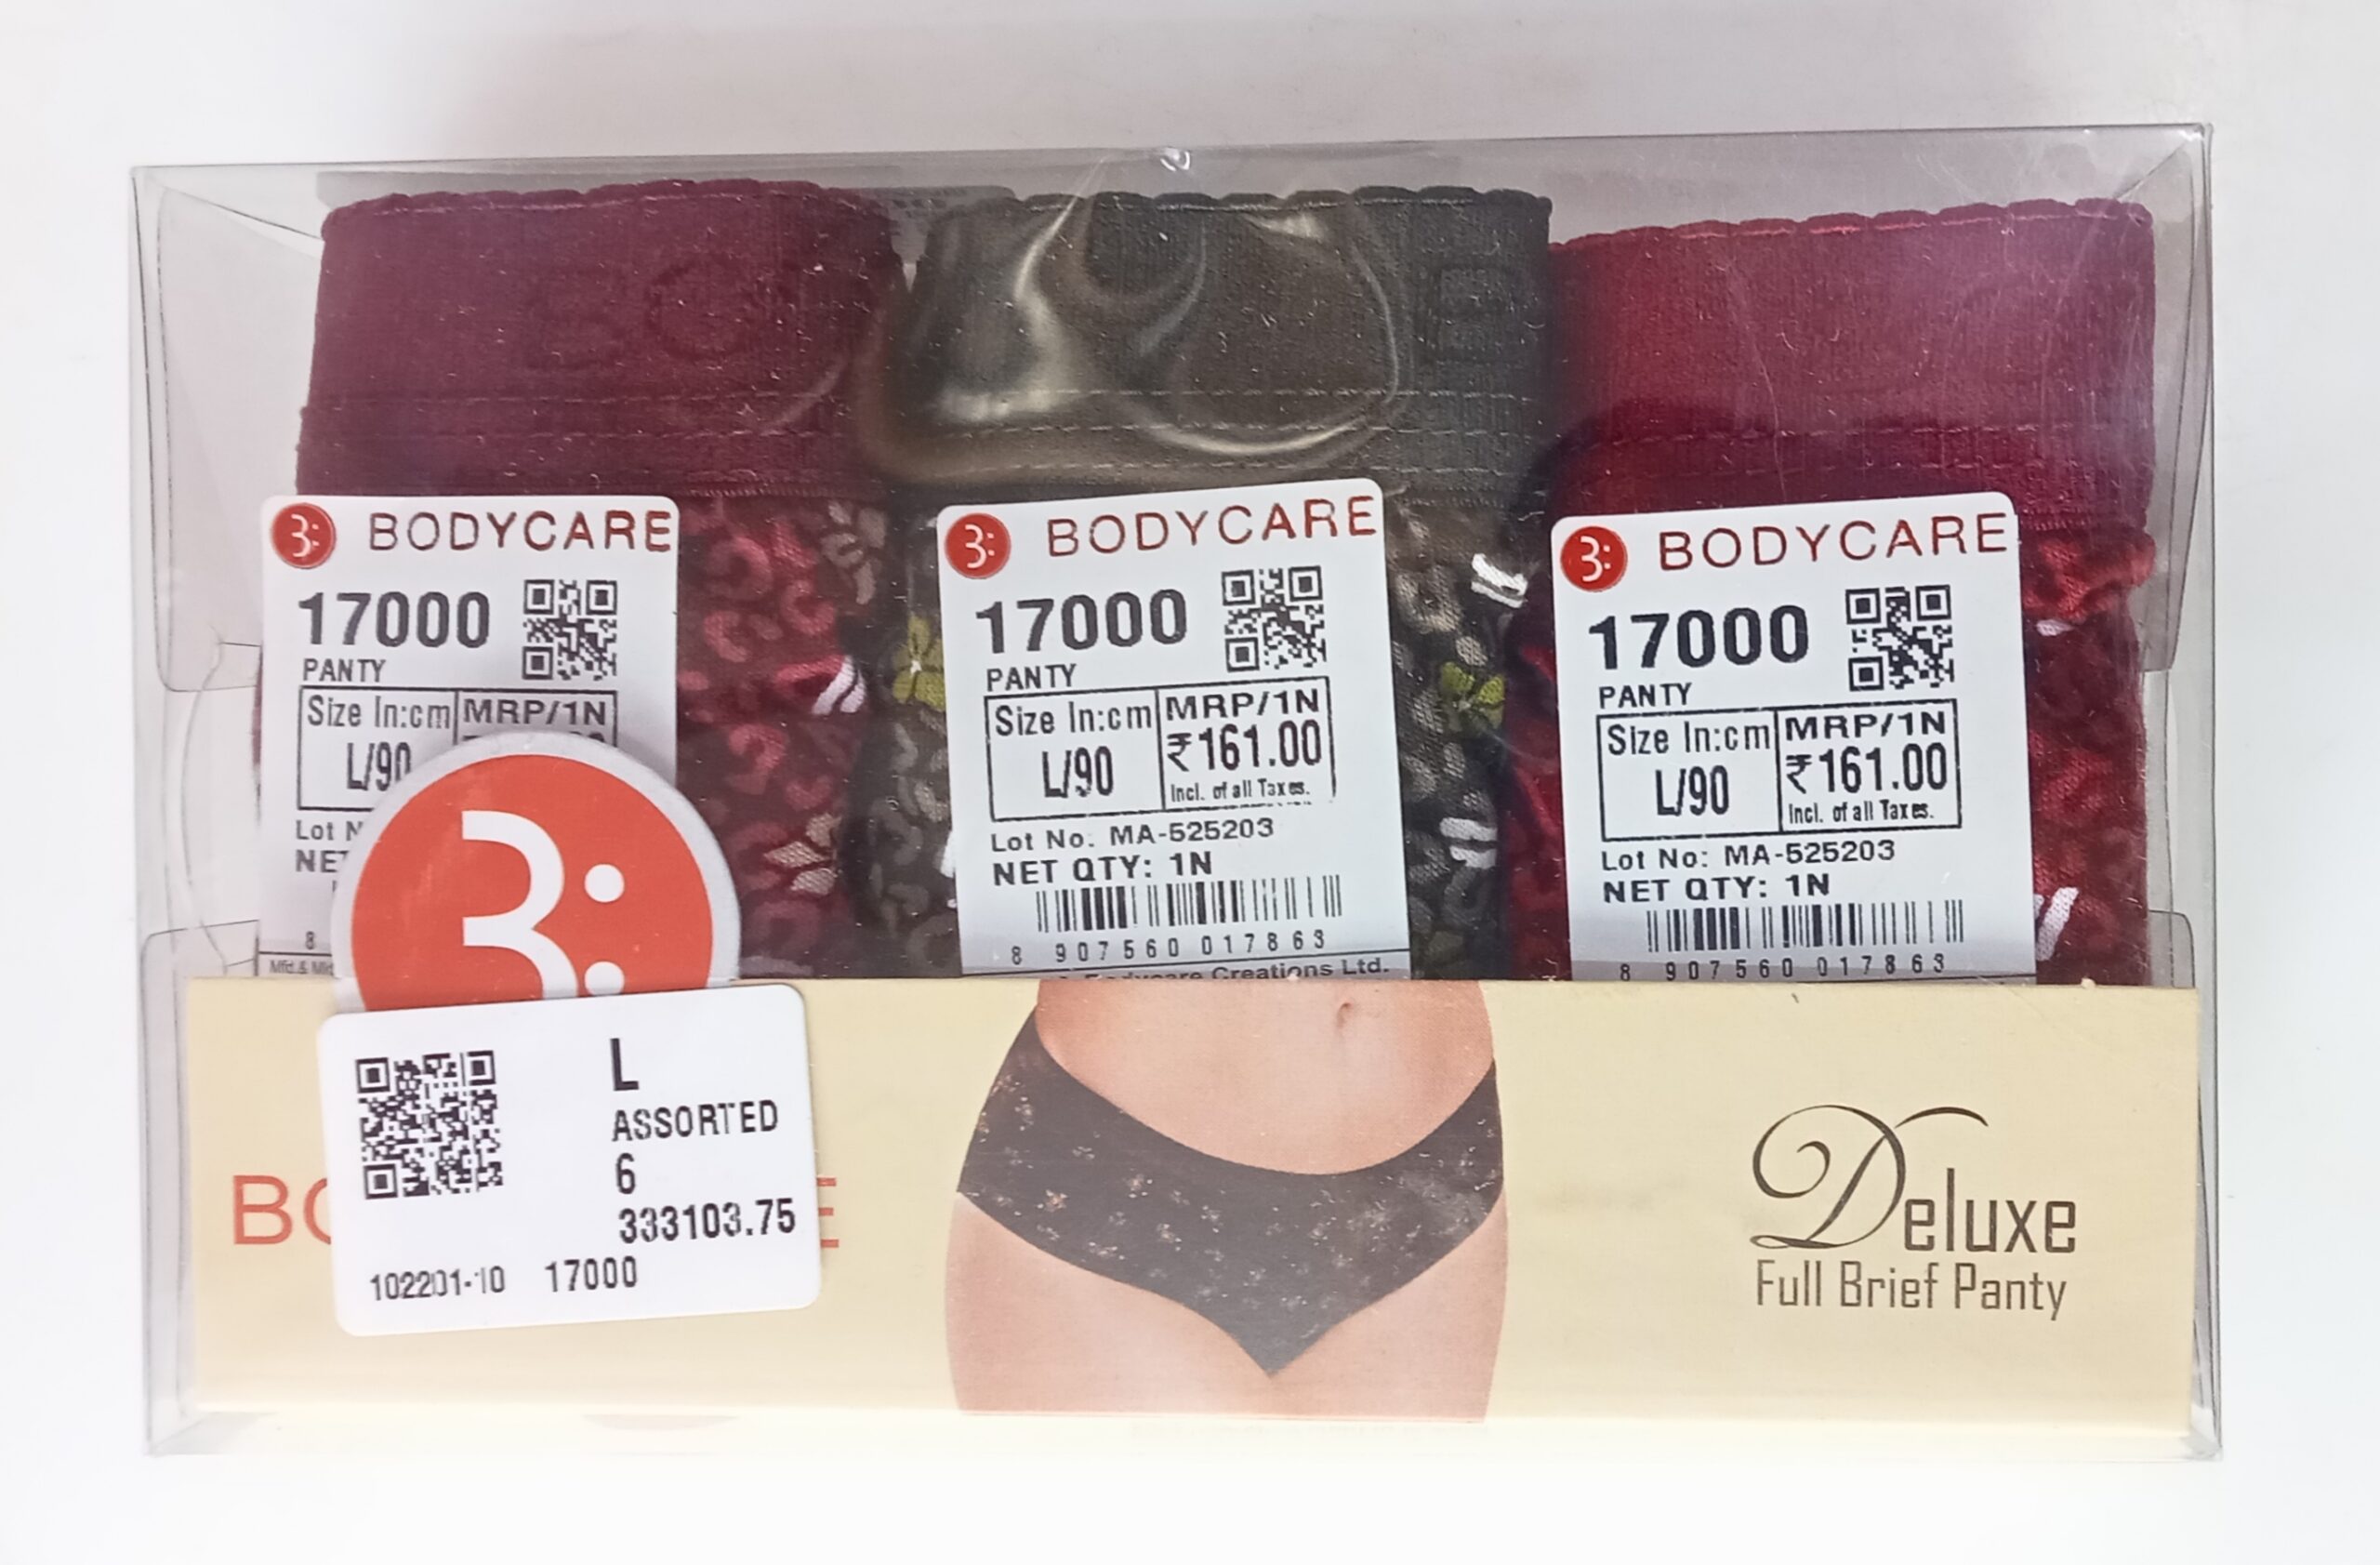 BODYCARE
17000
PANTY
Size In:cm MRP/1N
L/90
Lot
NET
8
BODYCARE
17000
PANTY
Size In:cm MRP/1N
L/90 ₹161.00
Incl. of all Taxes.
Lot No: MA-525203
NET QTY: 1N
8 907560 017863
Bodycare Creations Ltd.
BODYCARE
17000
PANTY
Size In:cm MRP/1N
L/90 ₹161.00
Incl. of all Taxes.
Lot No: MA-525203
NET QTY: 1N
8 907560 017863
L
ASSORTED
6
333103.75
102201-10 17000
Deluxe
Full Brief Panty